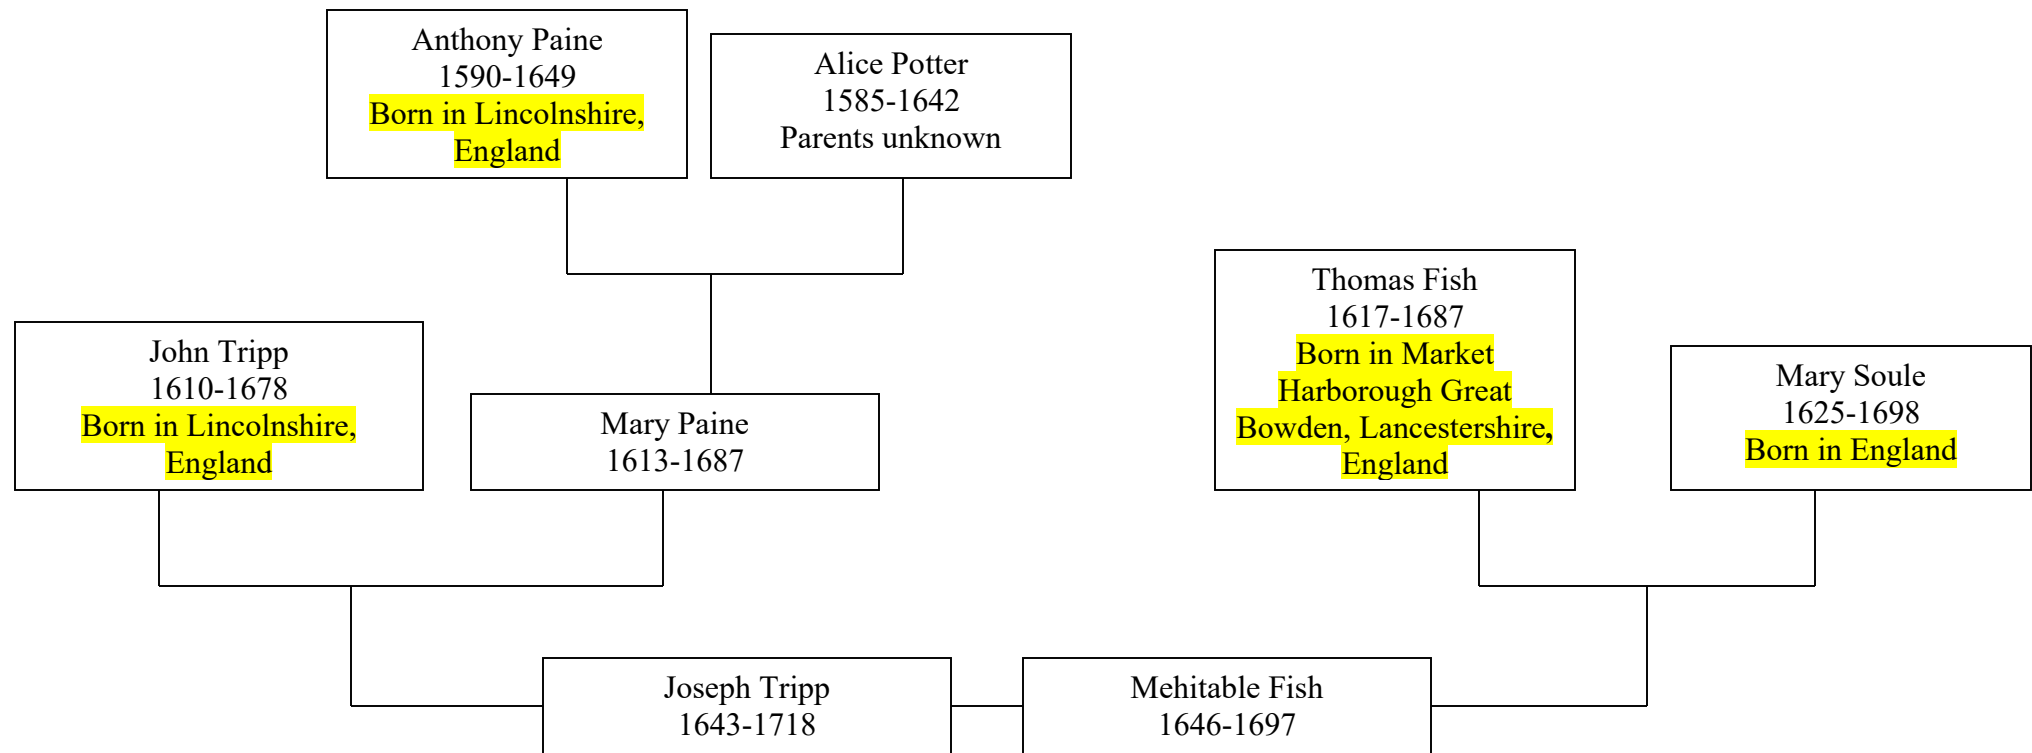 Anthony Paine
1590-1649
Born in Lincolnshire,
England
Alice Potter
1585-1642
Parents unknown
Thomas Fish
1617-1687
Born in Market
Harborough Great
Bowden, Lancestershire,
England
John Tripp
1610-1678
Born in Lincolnshire,
England
Mary Soule
1625-1698
Born in England
Mary Paine
1613-1687
Joseph Tripp
1643-1718
Mehitable Fish
1646-1697